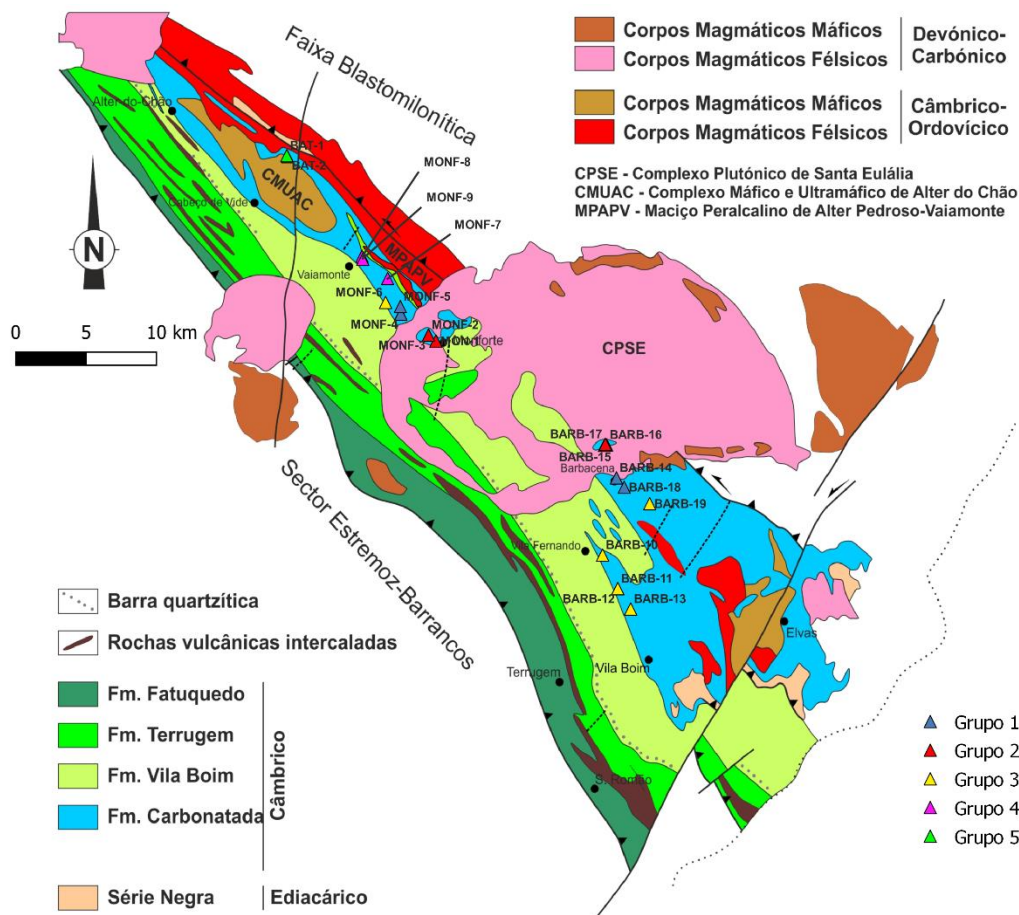 Corpos Magmáticos Máficos
Corpos Magmáticos Félsicos
Devónico-
Carbónico
Corpos Magmáticos Máficos
Corpos Magmáticos Félsicos
Câmbrico-
Ordovícico
CPSE - Complexo Plutónico de Santa Eulália
CMUAC - Complexo Máfico e Ultramáfico de Alter do Chão
MPAPV - Maciço Peralcalino de Alter Pedroso-Vaiamonte
Faixa Blastomilonítica
Alter-do-Chão
BAT-1
BAT-2
MONF-8
MONF-9
MONF-7
CMUAC
Cabeço de Vide
N
MPAPV
Vaiamonte
MONF-6
MONF-5
MONF-4
MONF-2
MONF-3
0 5 10 km
CPSE
BARB-17
BARB-16
BARB-15
Barbacena
BARB-14
BARB-18
BARB-19
Sector Estremoz-Barrancos
Vila Fernando
BARB-10
BARB-11
BARB-12
BARB-13
Elvas
Vila Boim
Terrugem
S. Romão
Barra quartzítica
Rochas vulcânicas intercaladas
Fm. Fatuquedo
Fm. Terrugem
Fm. Vila Boim
Fm. Carbonatada
Câmbrico
Série Negra
Ediacárico
Grupo 1
Grupo 2
Grupo 3
Grupo 4
Grupo 5